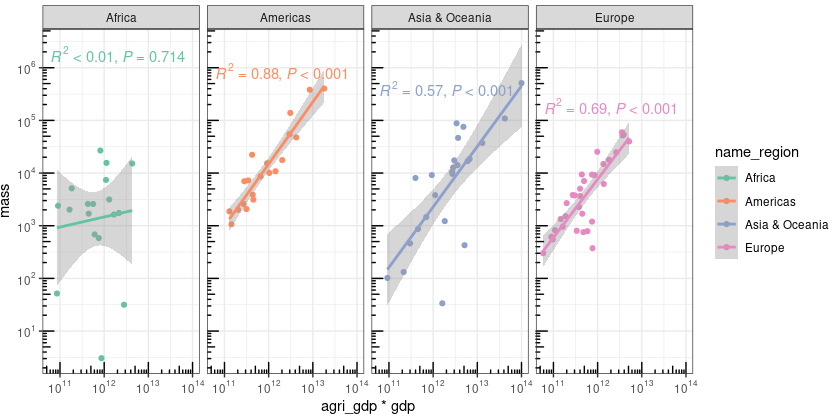 Africa
Americas
Asia & Oceania
Europe
R² < 0.01, P = 0.714
R² = 0.88, P < 0.001
R² = 0.57, P < 0.001
R² = 0.69, P < 0.001
10⁶
10⁵
10⁴
10³
10²
10¹
mass
10¹¹ 10¹² 10¹³ 10¹⁴
10¹¹ 10¹² 10¹³ 10¹⁴
10¹¹ 10¹² 10¹³ 10¹⁴
10¹¹ 10¹² 10¹³ 10¹⁴
agri_gdp * gdp
name_region
Africa
Americas
Asia & Oceania
Europe